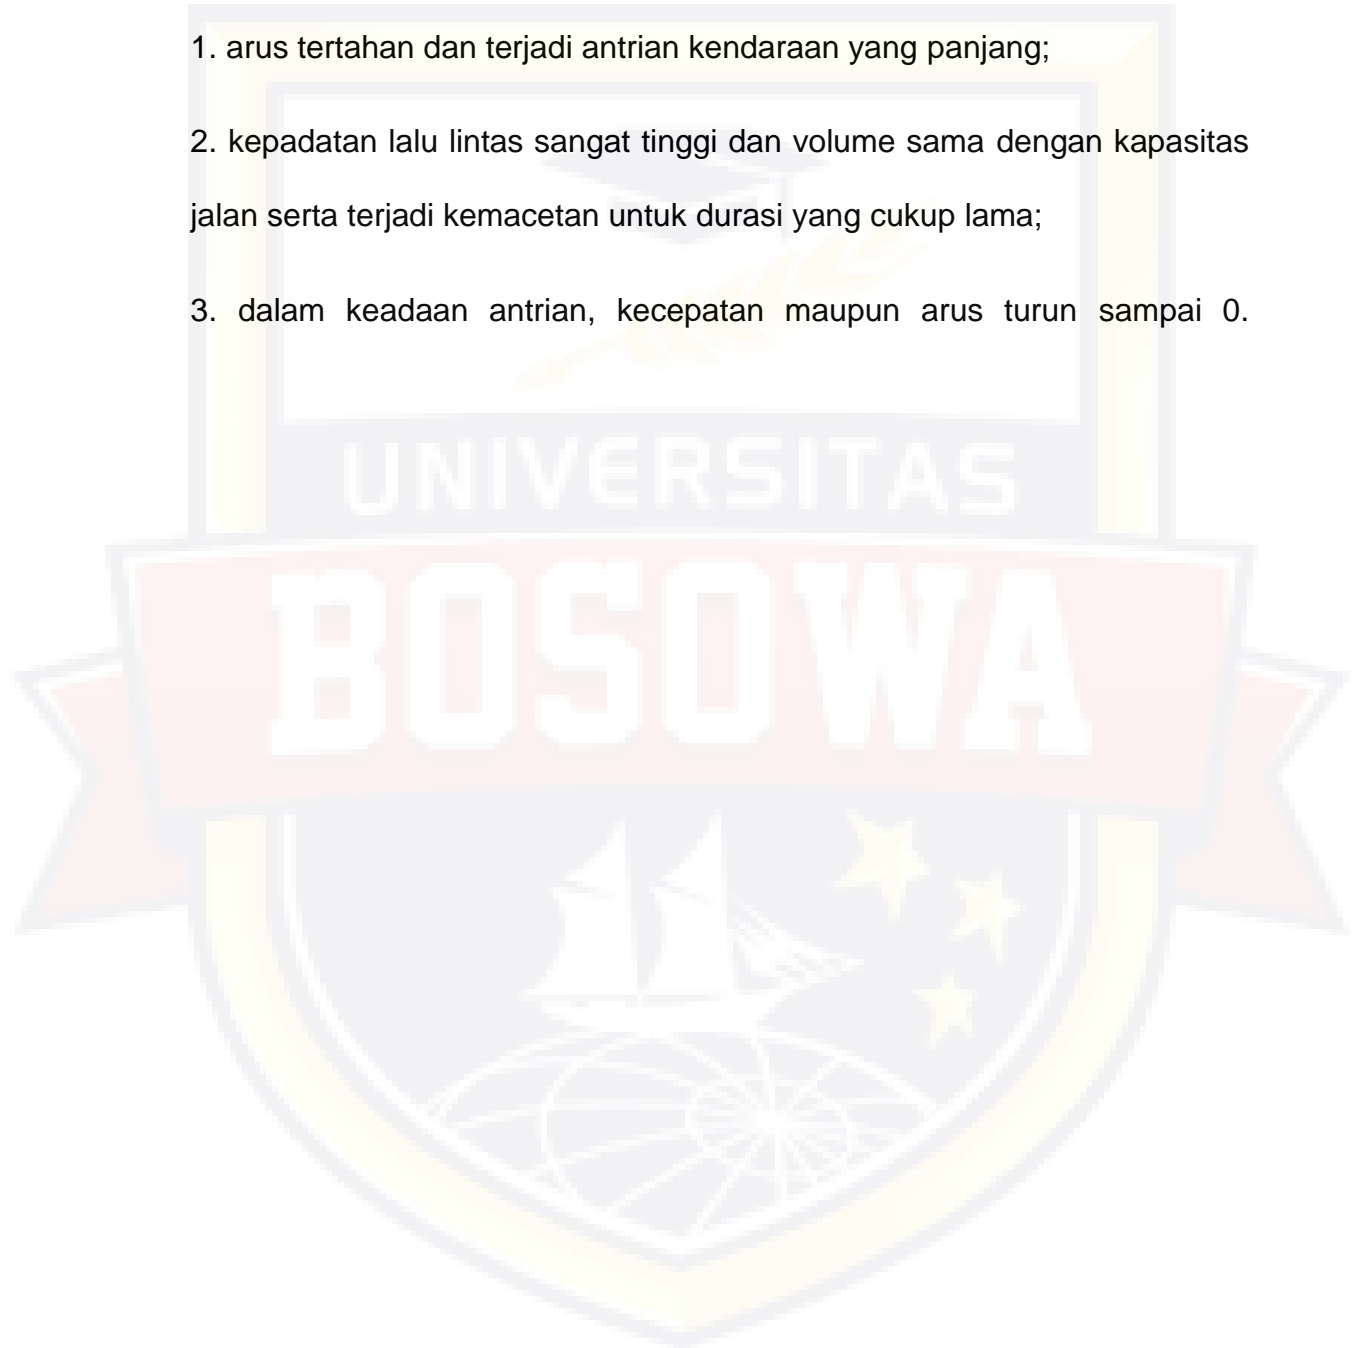 1. arus tertahan dan terjadi antrian kendaraan yang panjang;
2. kepadatan lalu lintas sangat tinggi dan volume sama dengan kapasitas
jalan serta terjadi kemacetan untuk durasi yang cukup lama;
3. dalam keadaan antrian, kecepatan maupun arus turun sampai 0.
UNIVERSITAS
BOSOWA